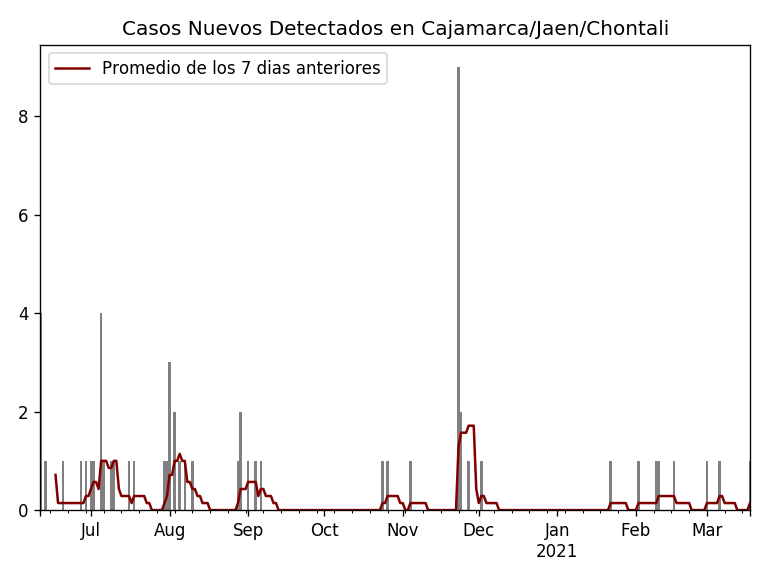 Casos Nuevos Detectados en Cajamarca/Jaen/Chontali
Promedio de los 7 dias anteriores
8
6
4
2
0
Jul Aug Sep Oct Nov Dec Jan Feb Mar
2021